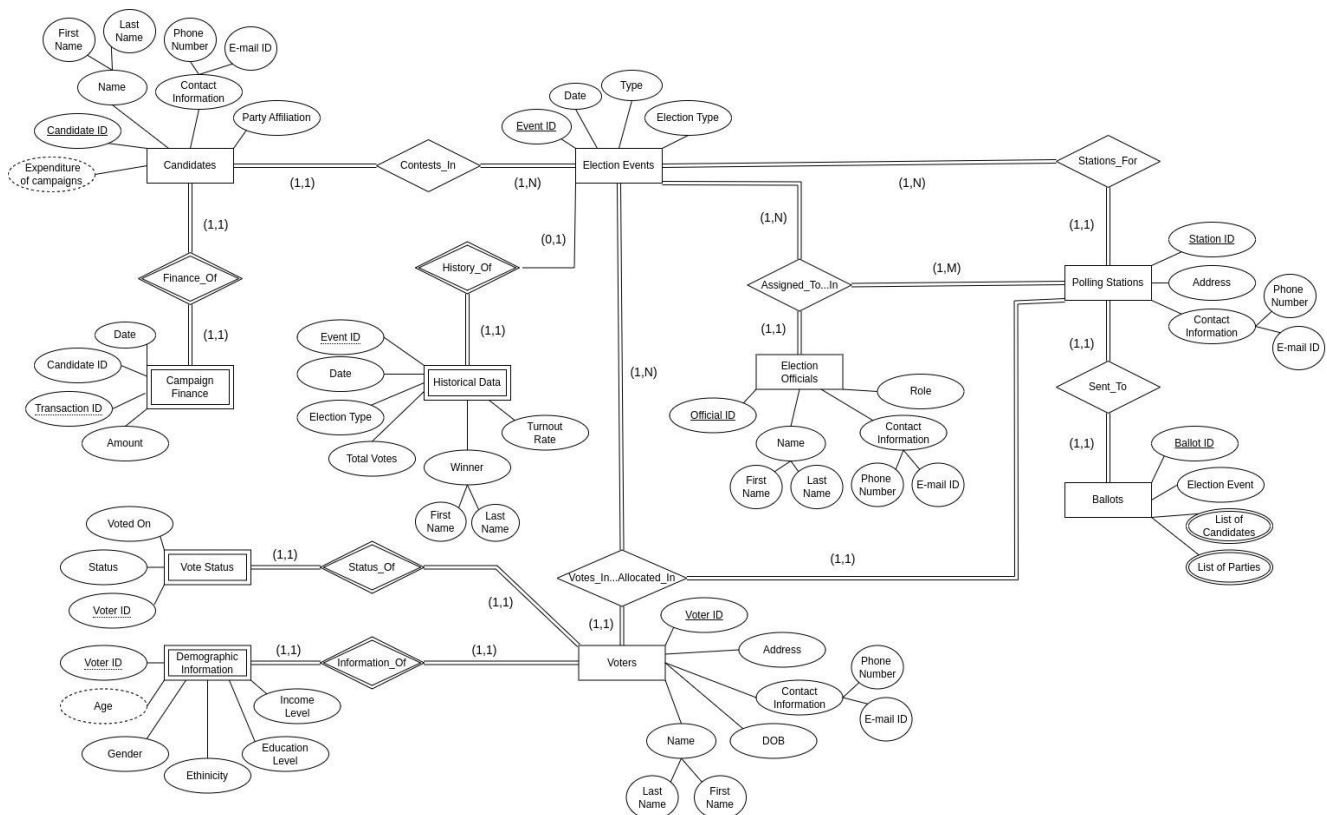 First
Name
Last
Name
Phone
Number
E-mail ID
Name
Contact
Information
Candidate ID
Party Affiliation
Expenditure
of campaigns
Candidates
(1,1)
Contests_In
(1,N)
Date
Type
Event ID
Election Type
Election Events
(1,N)
Stations_For
(1,1)
(1,1)
Finance_Of
(1,1)
Date
Candidate ID
Transaction ID
Amount
Campaign
Finance
(0,1)
History_Of
(1,1)
Event ID
Date
Election Type
Total Votes
Historical Data
Winner
First
Name
Last
Name
Turnout
Rate
(1,N)
Assigned_To...In
(1,M)
(1,1)
Election
Officials
Official ID
Name
First
Name
Last
Name
Role
Contact
Information
Phone
Number
E-mail ID
Station ID
Polling Stations
Address
Contact
Information
Phone
Number
E-mail ID
(1,1)
Sent_To
(1,1)
Ballot ID
Ballots
Election Event
List of
Candidates
List of Parties
(1,N)
Votes_In...Allocated_In
(1,1)
(1,1)
Voted On
Status
Voter ID
Vote Status
(1,1)
Status_Of
(1,1)
Voter ID
Age
Gender
Ethinicity
Education
Level
Income
Level
Demographic
Information
(1,1)
Information_Of
(1,1)
Voters
Voter ID
Address
Contact
Information
Phone
Number
E-mail ID
DOB
Name
Last
Name
First
Name